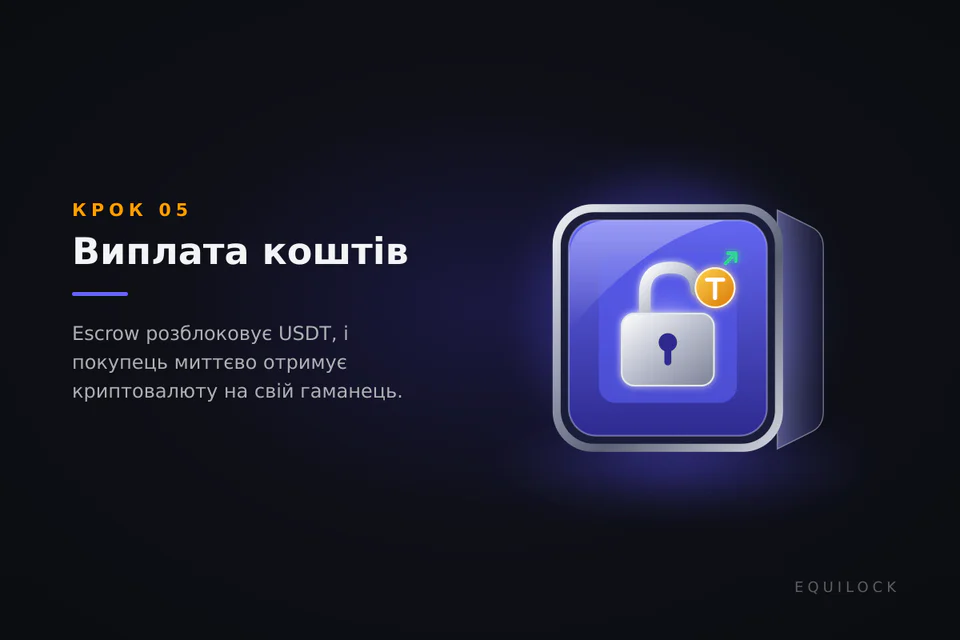 КРОК 05
Виплата коштів
Escrow розблоковує USDT, і
покупець миттєво отримує
криптовалюту на свій гаманець.
T
EQUILOCK